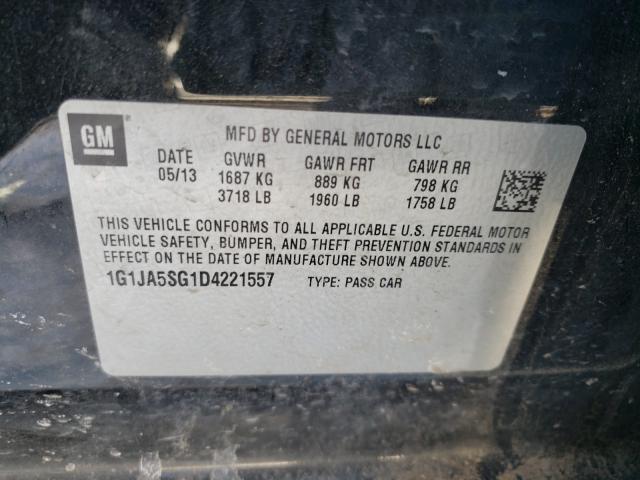 GM
MFD BY GENERAL MOTORS LLC
DATE GVWR GAWR FRT GAWR RR
05/13 1687 KG 889 KG 798 KG
3718 LB 1960 LB 1758 LB
THIS VEHICLE CONFORMS TO ALL APPLICABLE U.S. FEDERAL MOTOR
VEHICLE SAFETY, BUMPER, AND THEFT PREVENTION STANDARDS IN
EFFECT ON THE DATE OF MANUFACTURE SHOWN ABOVE.
1G1JA5SG1D4221557 TYPE: PASS CAR